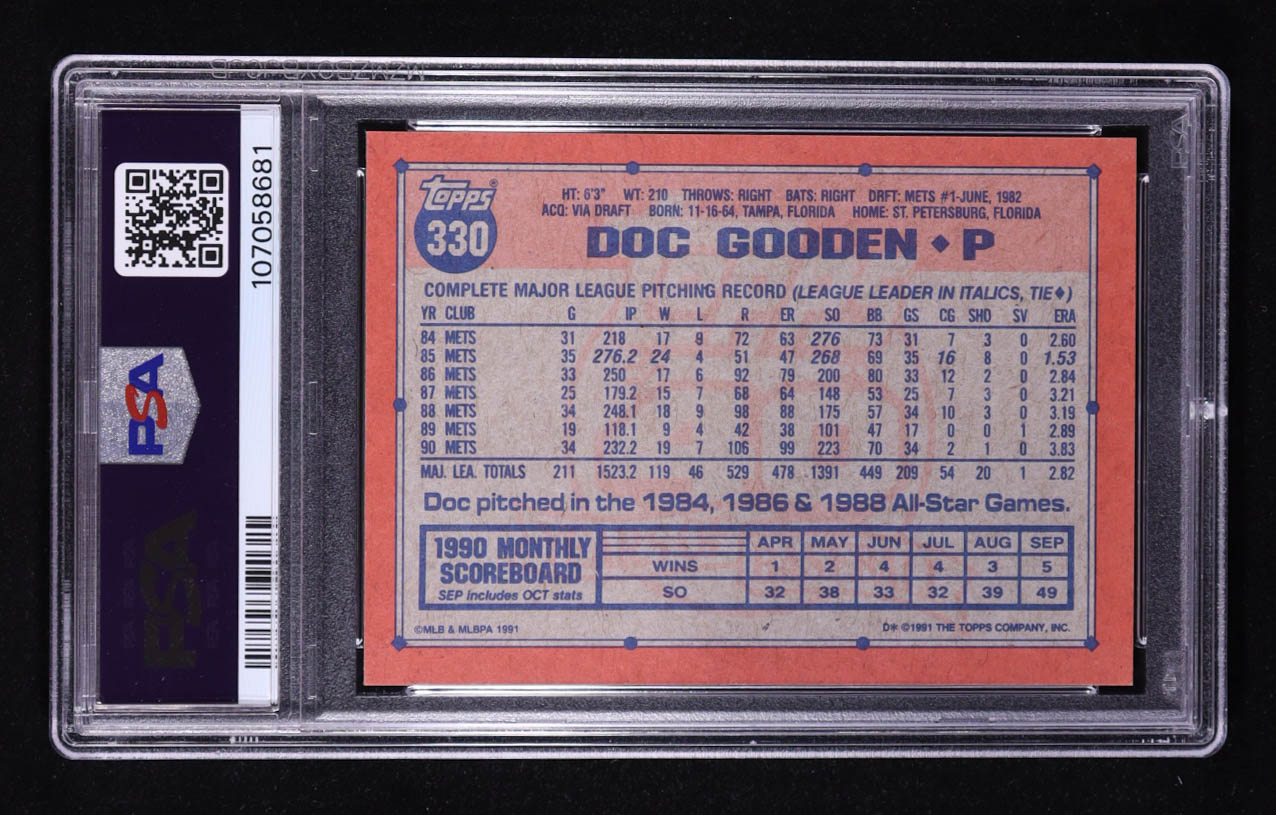 107058681
PSA
PSA
topps®
330
HT: 6'3" WT: 210 THROWS: RIGHT BATS: RIGHT DRFT: METS #1-JUNE, 1982
ACQ: VIA DRAFT BORN: 11-16-64, TAMPA, FLORIDA HOME: ST. PETERSBURG, FLORIDA
DOC GOODEN ♦ P
COMPLETE MAJOR LEAGUE PITCHING RECORD (LEAGUE LEADER IN ITALICS, TIE♦)
YR CLUB G IP W L R ER SO BB GS CG SHO SV ERA
84 METS 31 218 17 9 72 63 276 73 31 7 3 0 2.60
85 METS 35 276.2 24 4 51 47 268 69 35 16 8 0 1.53
86 METS 33 250 17 6 92 79 200 80 33 12 2 0 2.84
87 METS 25 179.2 15 7 68 64 148 53 25 7 3 0 3.21
88 METS 34 248.1 18 9 98 88 175 57 34 10 3 0 3.19
89 METS 19 118.1 9 4 42 38 101 47 17 0 0 1 2.89
90 METS 34 232.2 19 7 106 99 223 70 34 2 1 0 3.83
MAJ. LEA. TOTALS 211 1523.2 119 46 529 478 1391 449 209 54 20 1 2.82
Doc pitched in the 1984, 1986 & 1988 All-Star Games.
1990 MONTHLY
SCOREBOARD
SEP includes OCT stats
APR MAY JUN JUL AUG SEP
WINS 1 2 4 4 3 5
SO 32 38 33 32 39 49
©MLB & MLBPA 1991
D* ©1991 THE TOPPS COMPANY, INC.